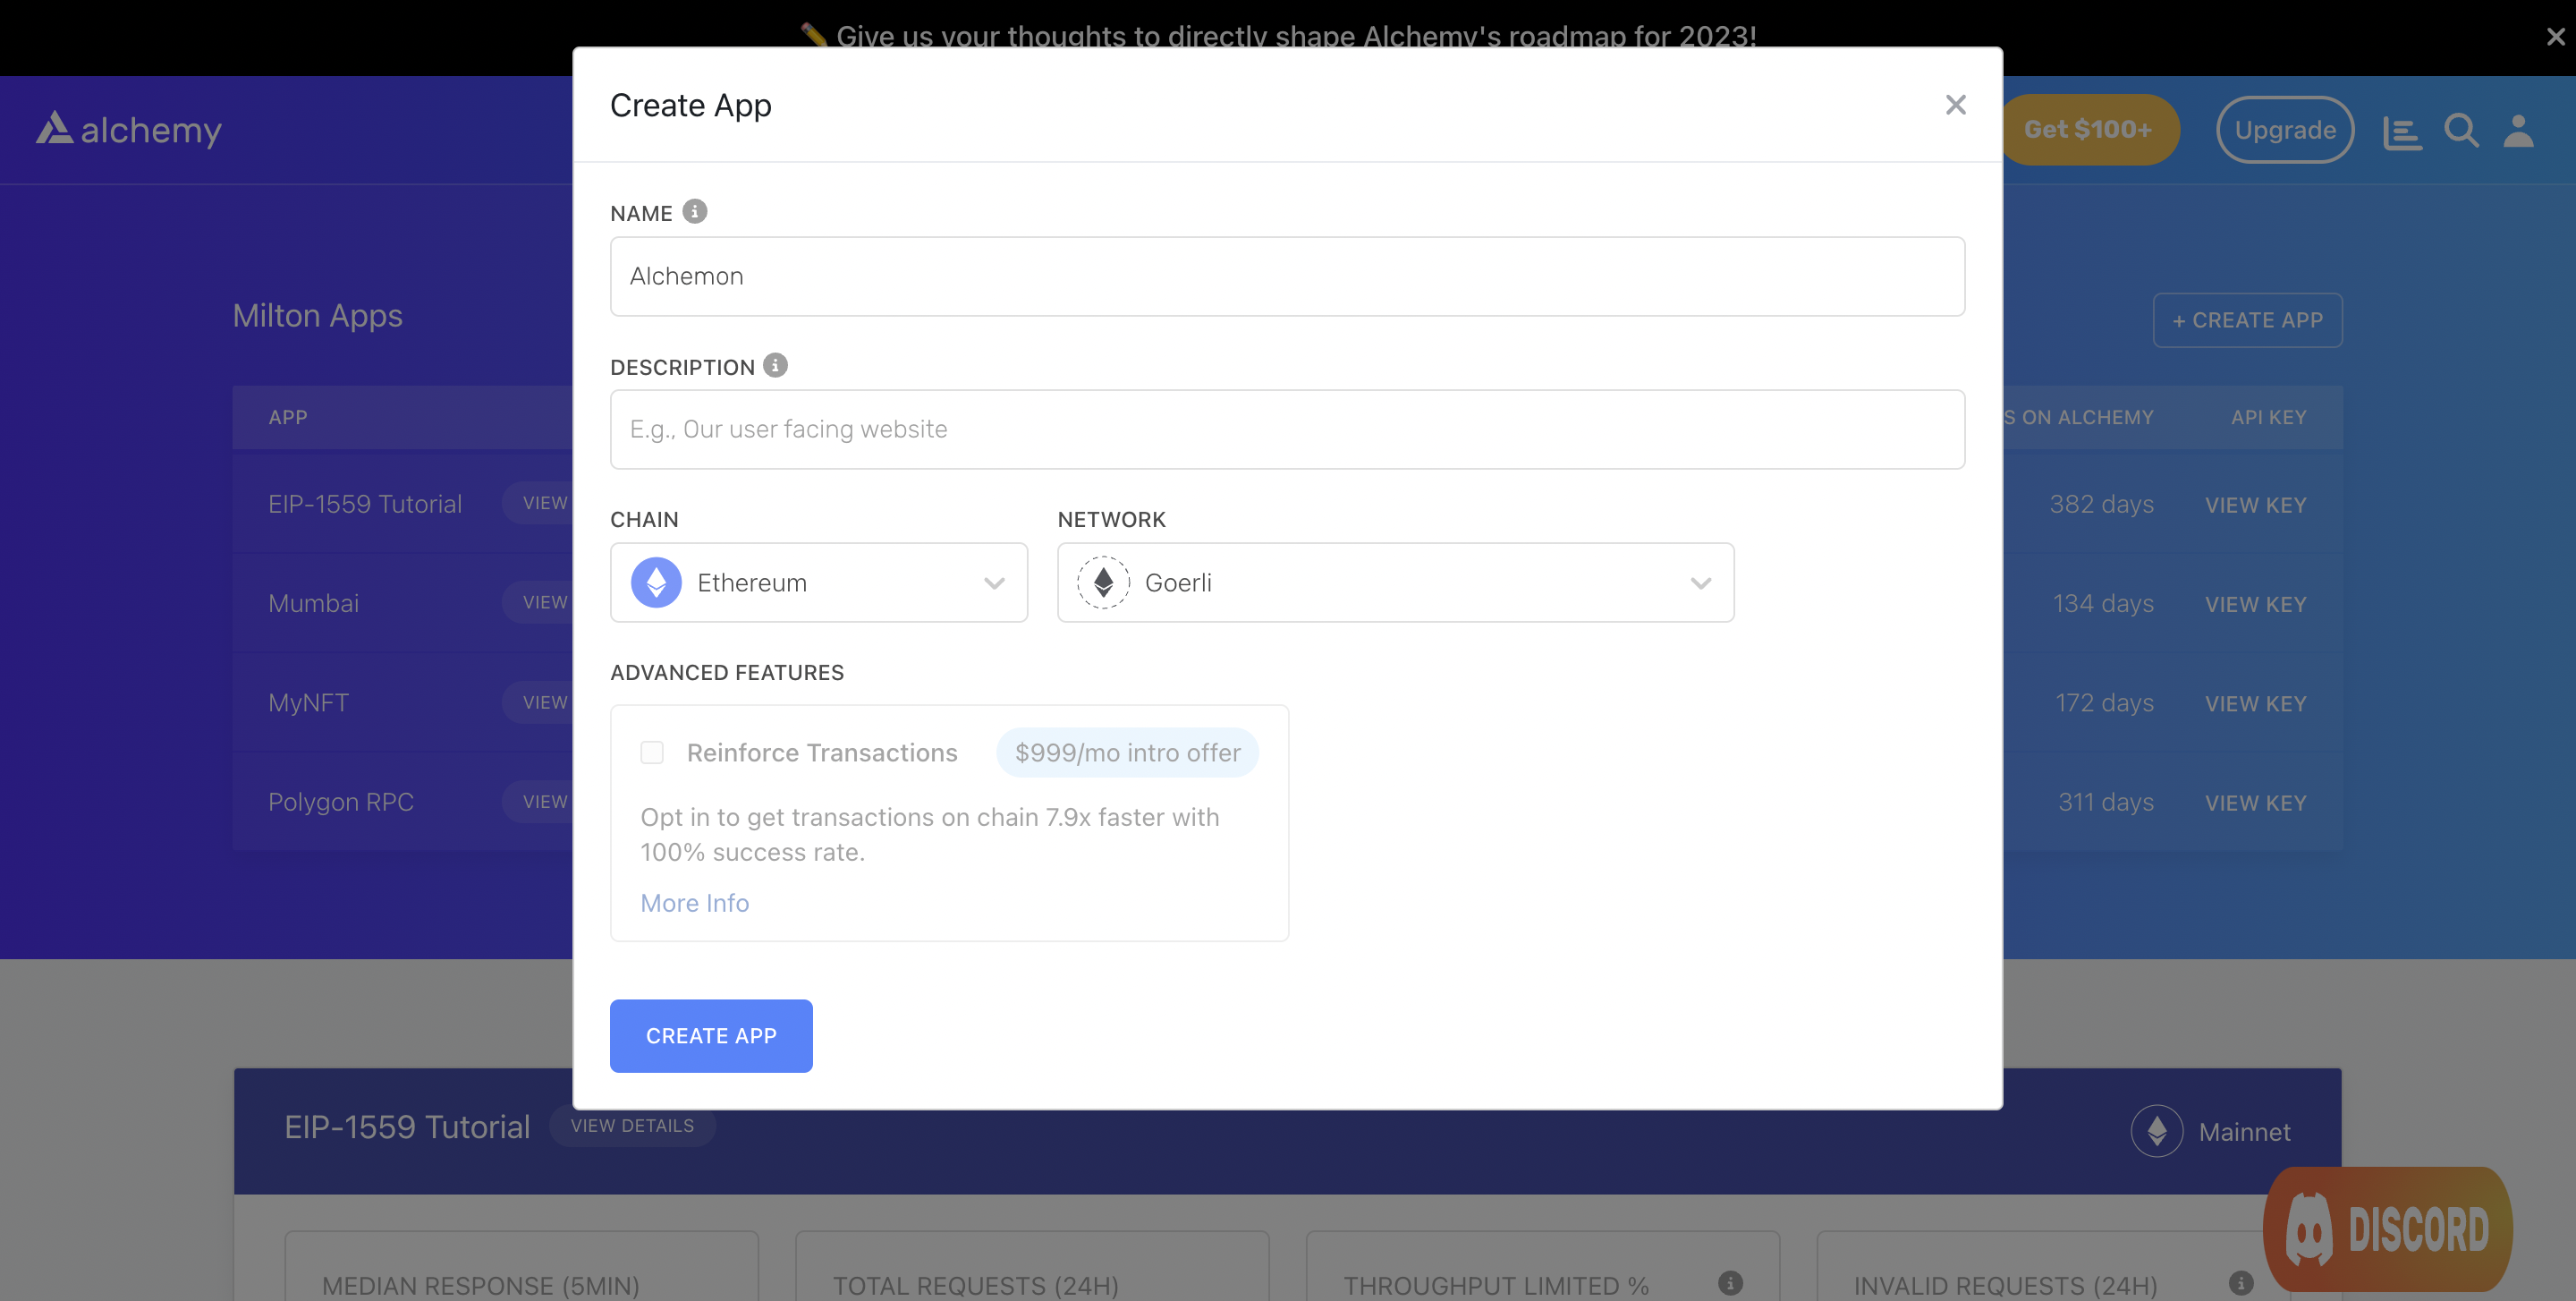 Give us your thoughts to directly shape Alchemy's roadmap for 2023!
alchemy
Get $100+
Upgrade
Create App
NAME
Alchemon
DESCRIPTION
E.g., Our user facing website
CHAIN
NETWORK
Ethereum
Goerli
ADVANCED FEATURES
Reinforce Transactions
$999/mo intro offer
Opt in to get transactions on chain 7.9x faster with
100% success rate.
More Info
CREATE APP
Milton Apps
+ CREATE APP
APP
S ON ALCHEMY
API KEY
EIP-1559 Tutorial
VIEW
382 days
VIEW KEY
Mumbai
VIEW
134 days
VIEW KEY
MyNFT
VIEW
172 days
VIEW KEY
Polygon RPC
VIEW
311 days
VIEW KEY
EIP-1559 Tutorial
VIEW DETAILS
Mainnet
DISCORD
MEDIAN RESPONSE (5MIN)
TOTAL REQUESTS (24H)
THROUGHPUT LIMITED %
INVALID REQUESTS (24H)